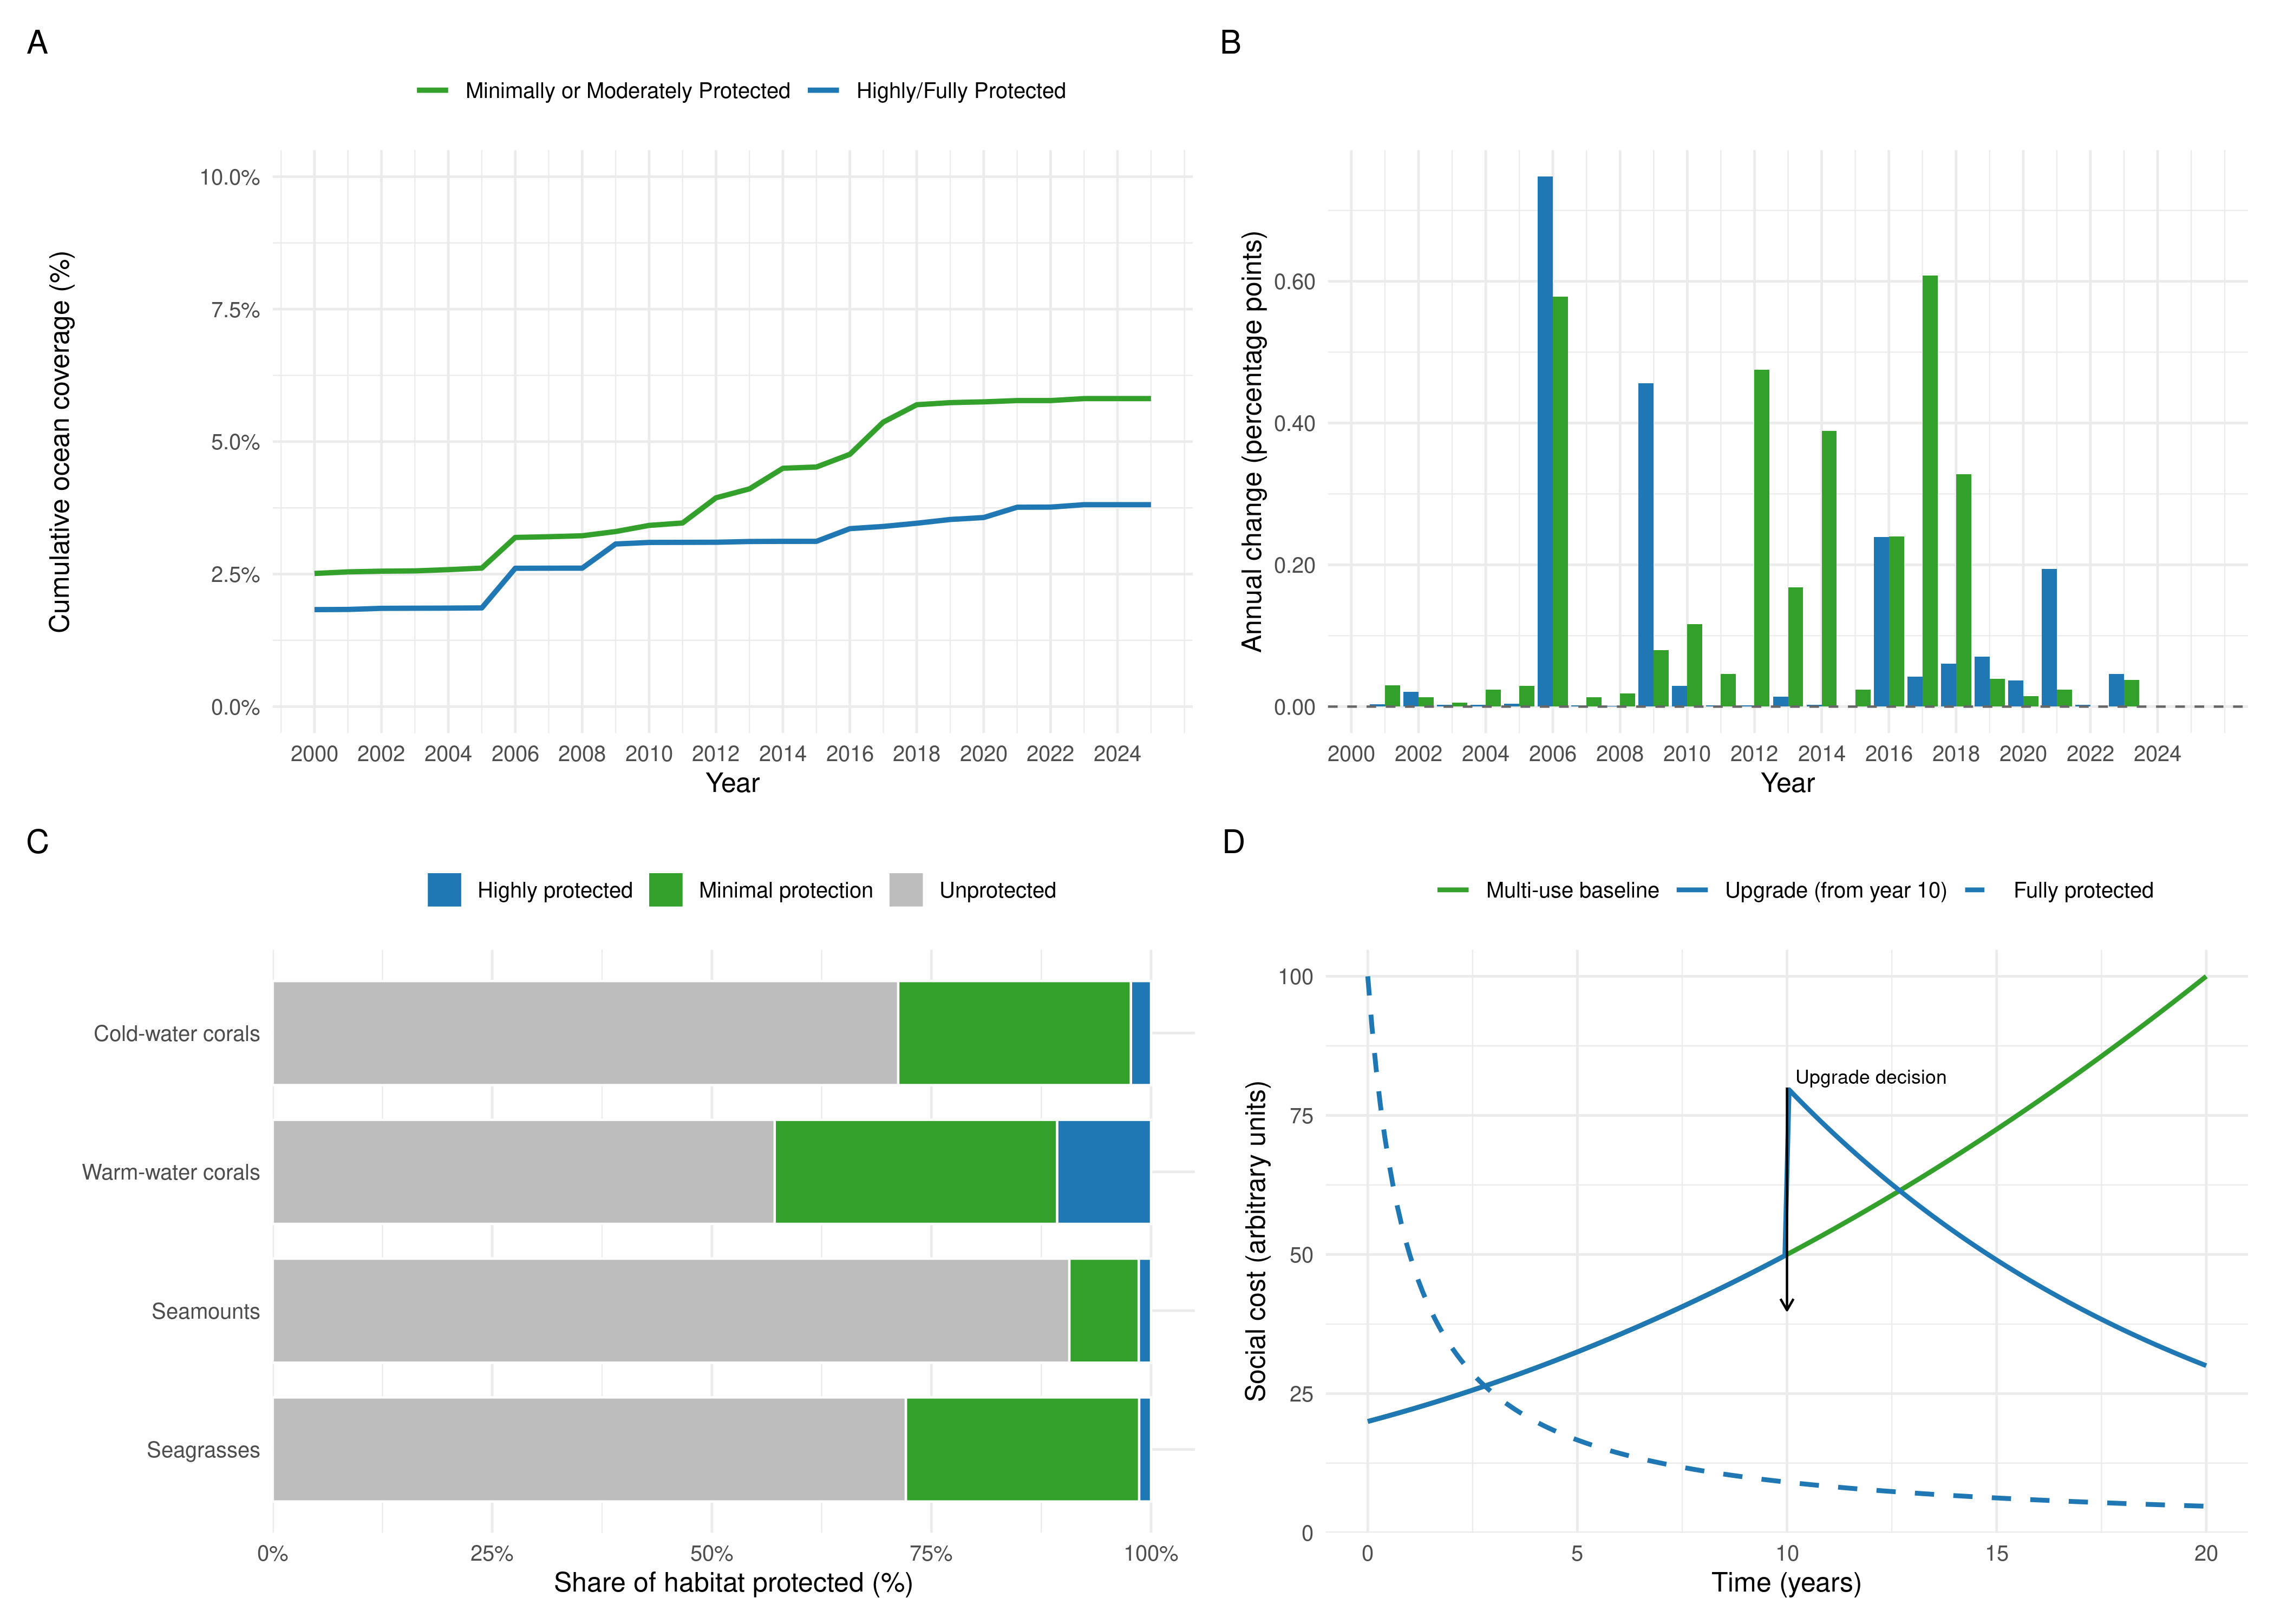 A
Minimally or Moderately Protected Highly/Fully Protected
Cumulative ocean coverage (%)
10.0%
7.5%
5.0%
2.5%
0.0%
2000 2002 2004 2006 2008 2010 2012 2014 2016 2018 2020 2022 2024
Year
B
Annual change (percentage points)
0.60
0.40
0.20
0.00
2000 2002 2004 2006 2008 2010 2012 2014 2016 2018 2020 2022 2024
Year
C
Highly protected Minimal protection Unprotected
Cold-water corals
Warm-water corals
Seamounts
Seagrasses
0% 25% 50% 75% 100%
Share of habitat protected (%)
D
Multi-use baseline Upgrade (from year 10) Fully protected
Social cost (arbitrary units)
100
75
50
25
0
Upgrade decision
0 5 10 15 20
Time (years)